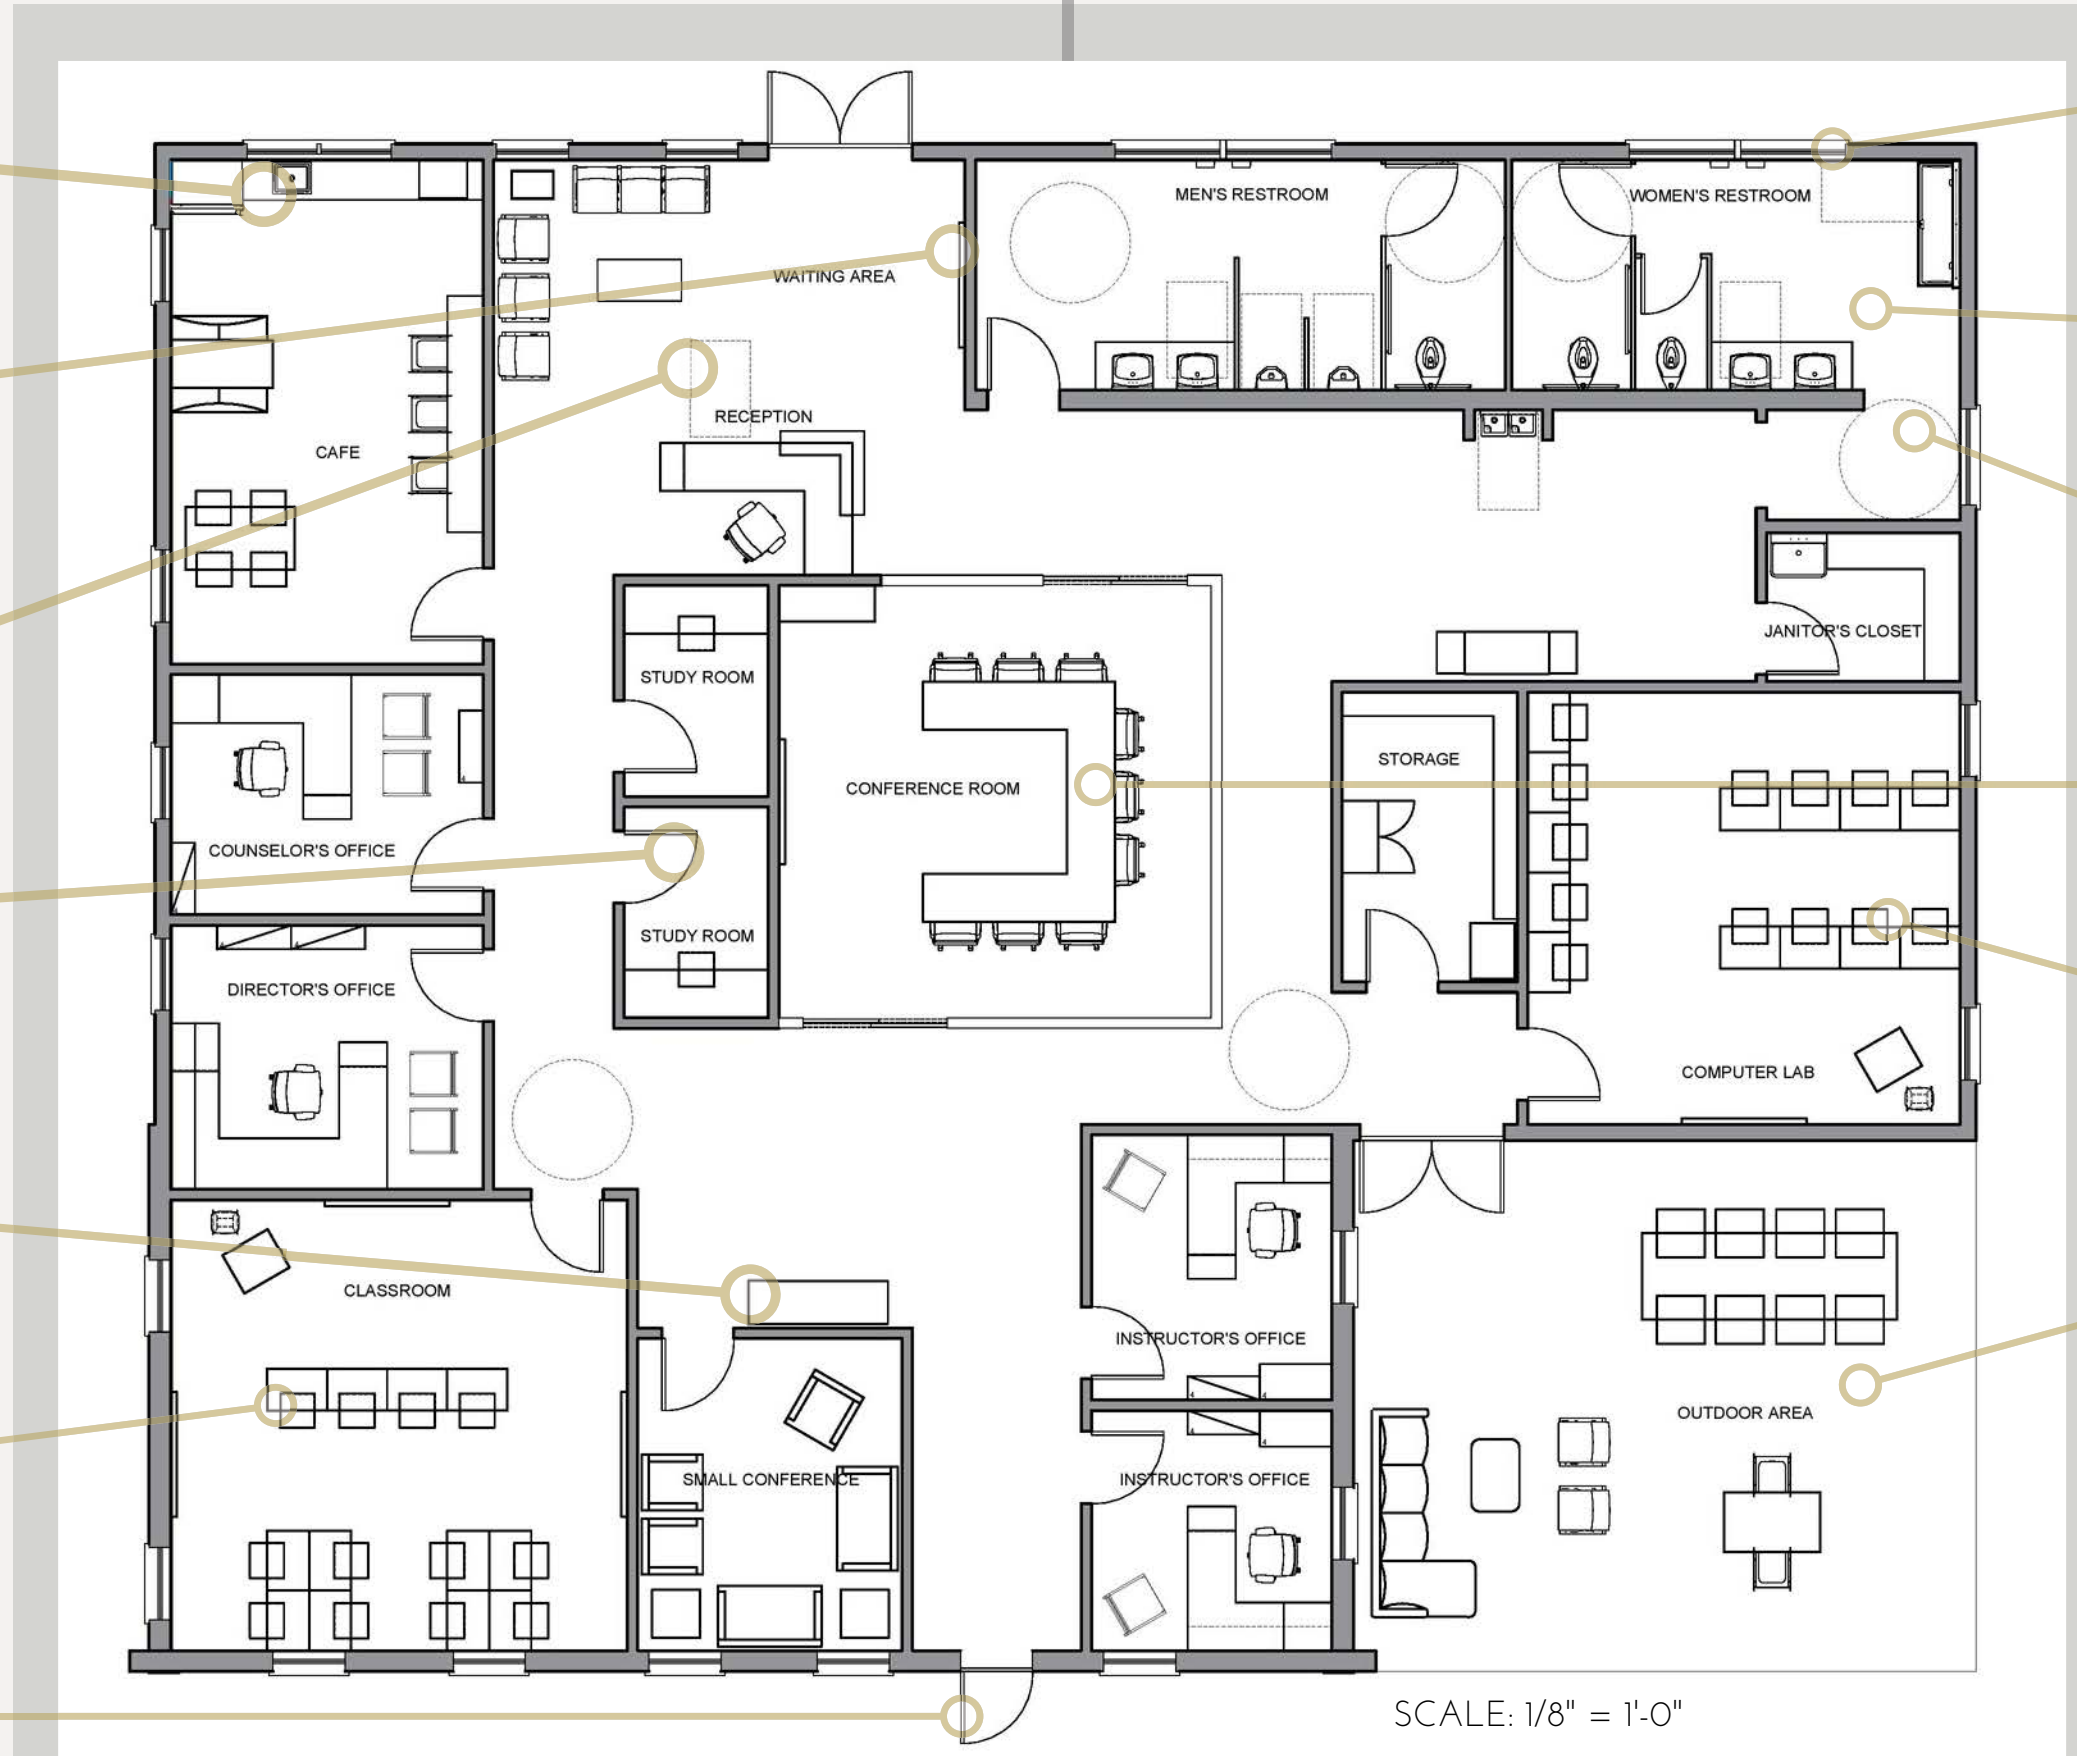 MEN'S RESTROOM
WOMEN'S RESTROOM
WAITING AREA
RECEPTION
CAFE
JANITOR'S CLOSET
STUDY ROOM
STORAGE
CONFERENCE ROOM
COUNSELOR'S OFFICE
STUDY ROOM
DIRECTOR'S OFFICE
COMPUTER LAB
CLASSROOM
INSTRUCTOR'S OFFICE
OUTDOOR AREA
SMALL CONFERENCE
INSTRUCTOR'S OFFICE
SCALE: 1/8" = 1'-0"